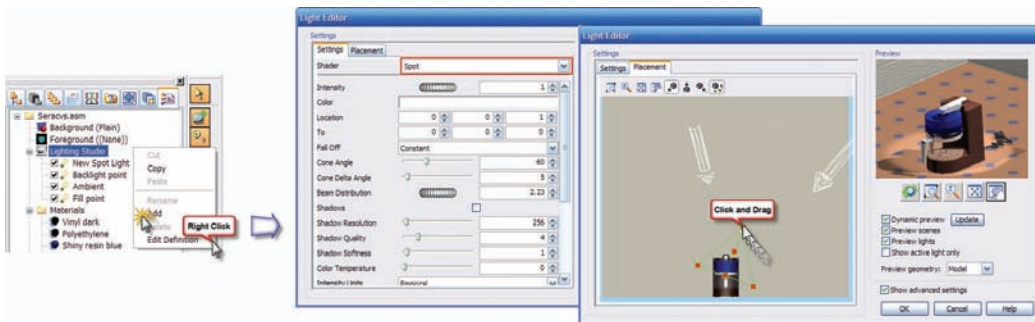 Seracvs.asm
Background (Plain)
Foreground ((None))
Lighting Studio
New Spot Light
Backlight point
Ambient
Fill point
Materials
Vinyl dark
Polyethylene
Shiny resin blue
Cut
Copy
Paste
Rename
Add
Delete
Edit Definition
Right Click
Light Editor
Settings
Settings Placement
Shader Spot
Intensity 1
Color
Location 0 0 1
To 0 0 0
Fall Off Constant
Cone Angle 60
Cone Delta Angle 5
Beam Distribution 2.23
Shadows
Shadow Resolution 256
Shadow Quality 4
Shadow Softness 1
Color Temperature 0
Intensity Units
Light Editor
Settings
Settings Placement
Click and Drag
Preview
Dynamic preview Update
Preview scenes
Preview lights
Show active light only
Preview geometry: Model
Show advanced settings
OK Cancel Help